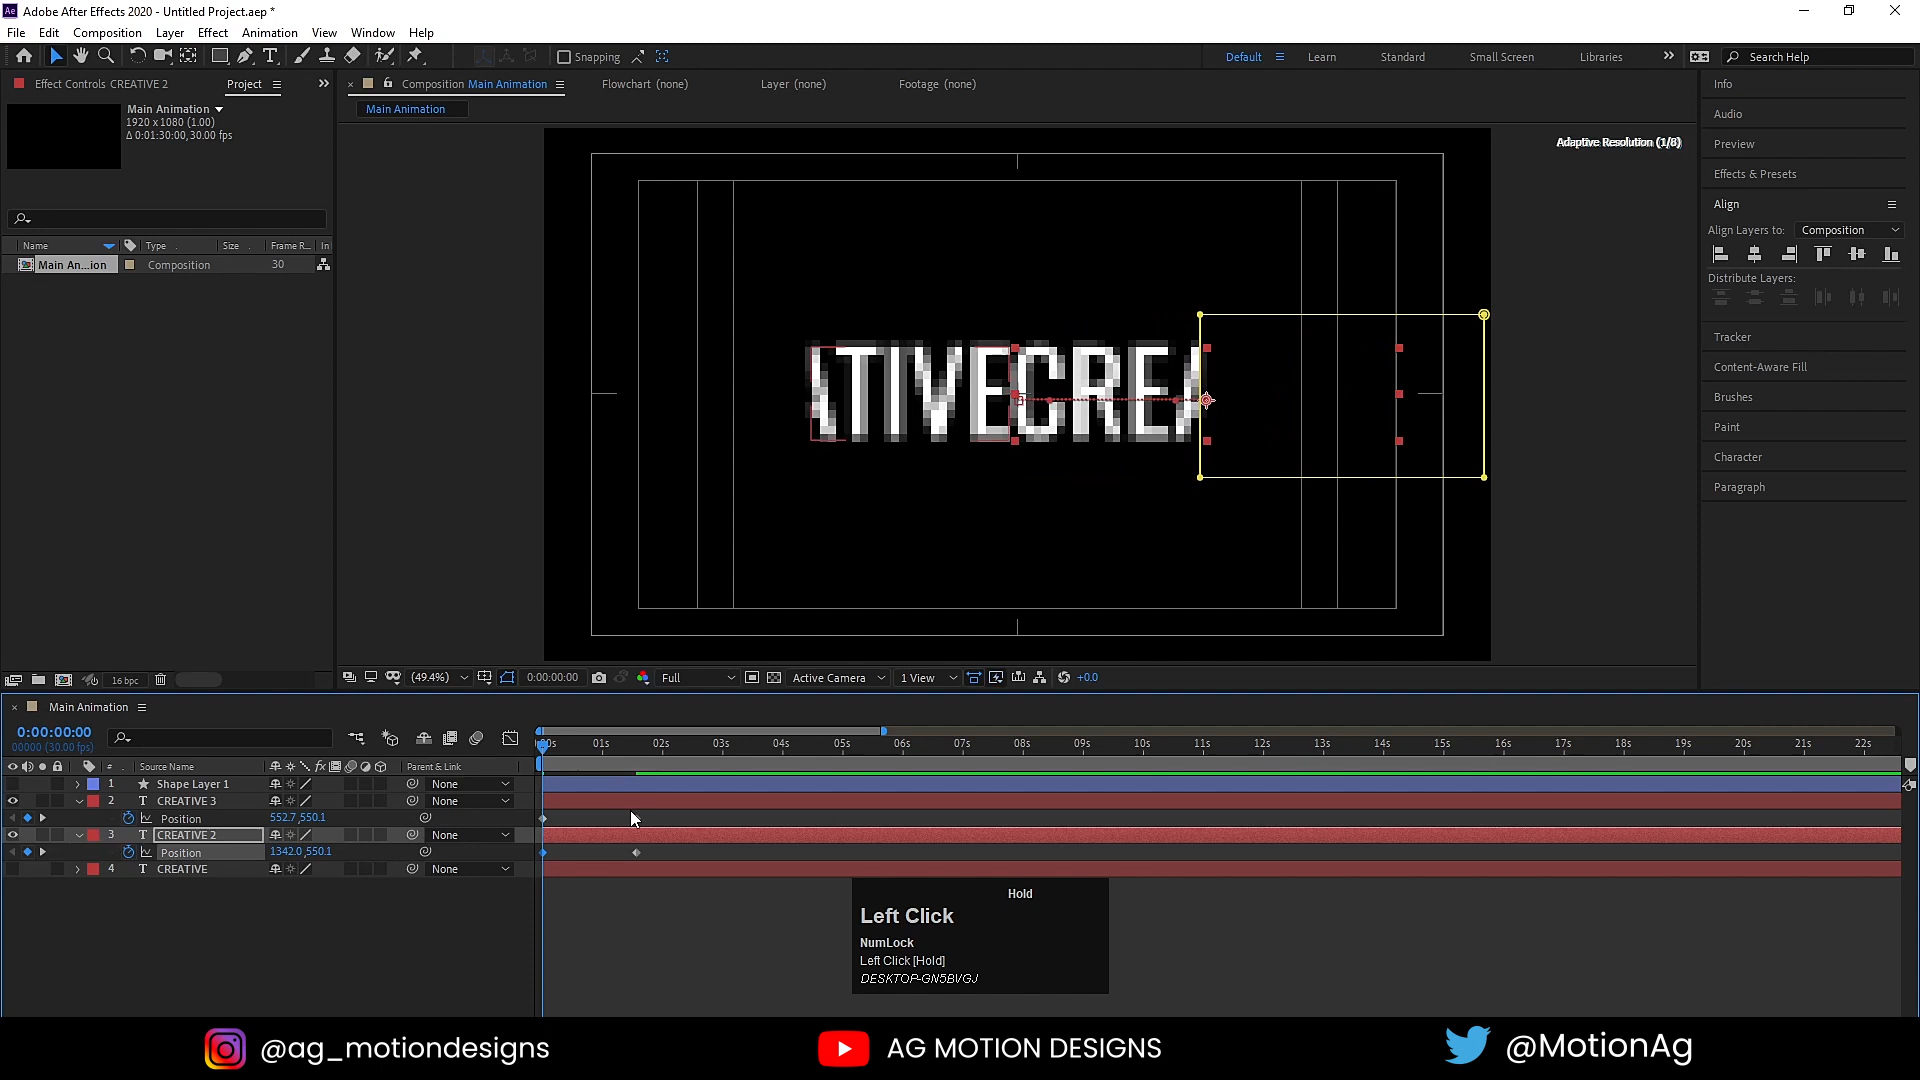 Adobe After Effects 2020 - Untitled Project.aep *
File Edit Composition Layer Effect Animation View Window Help
Snapping
Default Learn Standard Small Screen Libraries Search Help
Effect Controls CREATIVE 2 Project
Composition Main Animation Flowchart (none) Layer (none) Footage (none)
Main Animation
Main Animation
1920 x 1080 (1.00)
Δ 0:01:30:00, 30.00 fps
Name Type Size Frame R... In
Main An...ion Composition 30
16 bpc
Adaptive Resolution (1/8)
ATIVECREA
(49.4%) 0:00:00:00 Full Active Camera 1 View +0.0
Info
Audio
Preview
Effects & Presets
Align
Align Layers to: Composition
Distribute Layers:
Tracker
Content-Aware Fill
Brushes
Paint
Character
Paragraph
Main Animation
0:00:00:00
00000 (30.00 fps)
00s 01s 02s 03s 04s 05s 06s 07s 08s 09s 10s 11s 12s 13s 14s 15s 16s 17s 18s 19s 20s 21s 22s
# Source Name Parent & Link
1 Shape Layer 1 None
2 T CREATIVE 3 None
Position 552.7,550.1
3 T CREATIVE 2 None
Position 1342.0,550.1
4 T CREATIVE None
Hold
Left Click
NumLock
Left Click [Hold]
DESKTOP-GN5BVGJ
@ag_motiondesigns AG MOTION DESIGNS @MotionAg